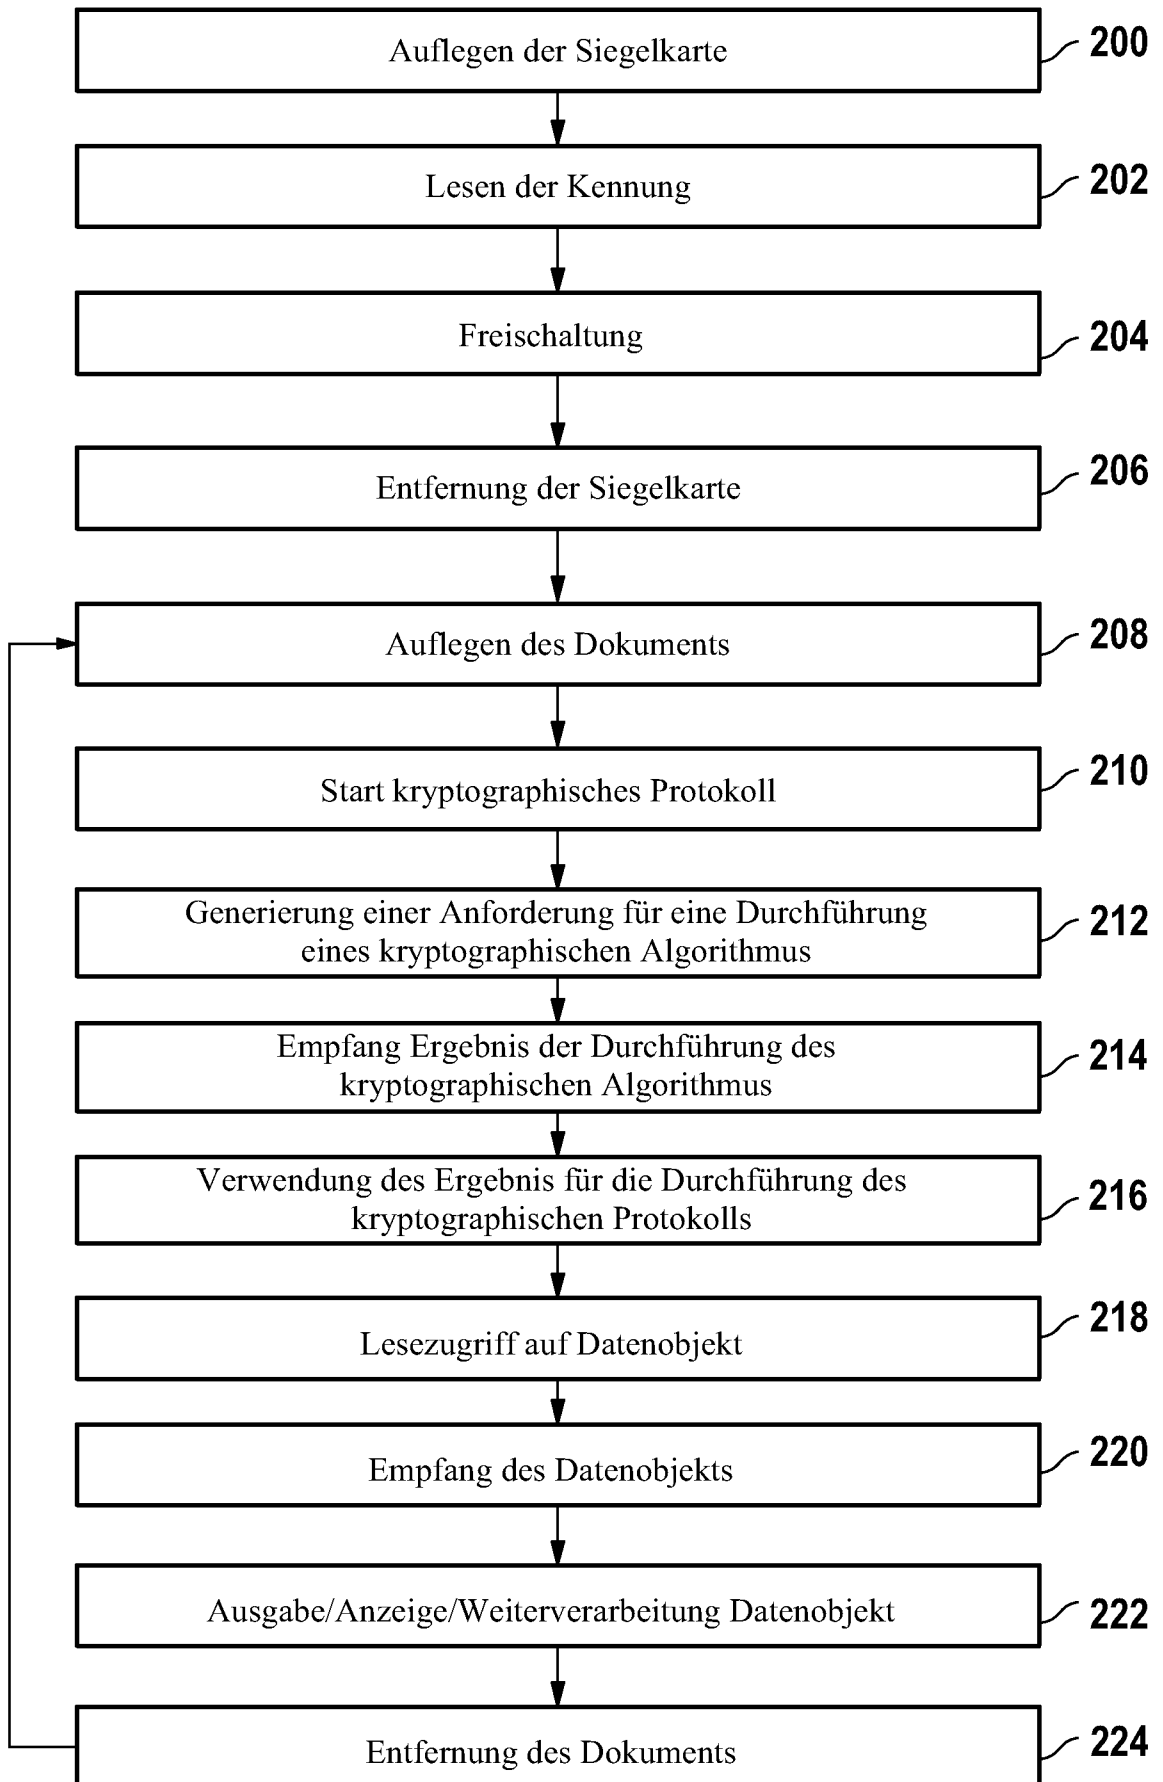 Auflegen der Siegelkarte 200
Lesen der Kennung 202
Freischaltung 204
Entfernung der Siegelkarte 206
Auflegen des Dokuments 208
Start kryptographisches Protokoll 210
Generierung einer Anforderung für eine Durchführung
eines kryptographischen Algorithmus 212
Empfang Ergebnis der Durchführung des
kryptographischen Algorithmus 214
Verwendung des Ergebnis für die Durchführung des
kryptographischen Protokolls 216
Lesezugriff auf Datenobjekt 218
Empfang des Datenobjekts 220
Ausgabe/Anzeige/Weiterverarbeitung Datenobjekt 222
Entfernung des Dokuments 224